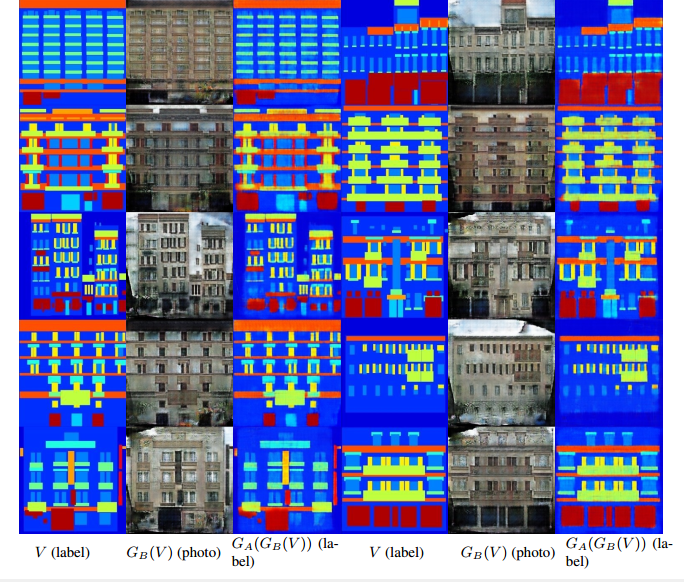 V (label) G_B(V) (photo) G_A(G_B(V)) (la- V (label) G_B(V) (photo) G_A(G_B(V)) (la-
bel) bel)